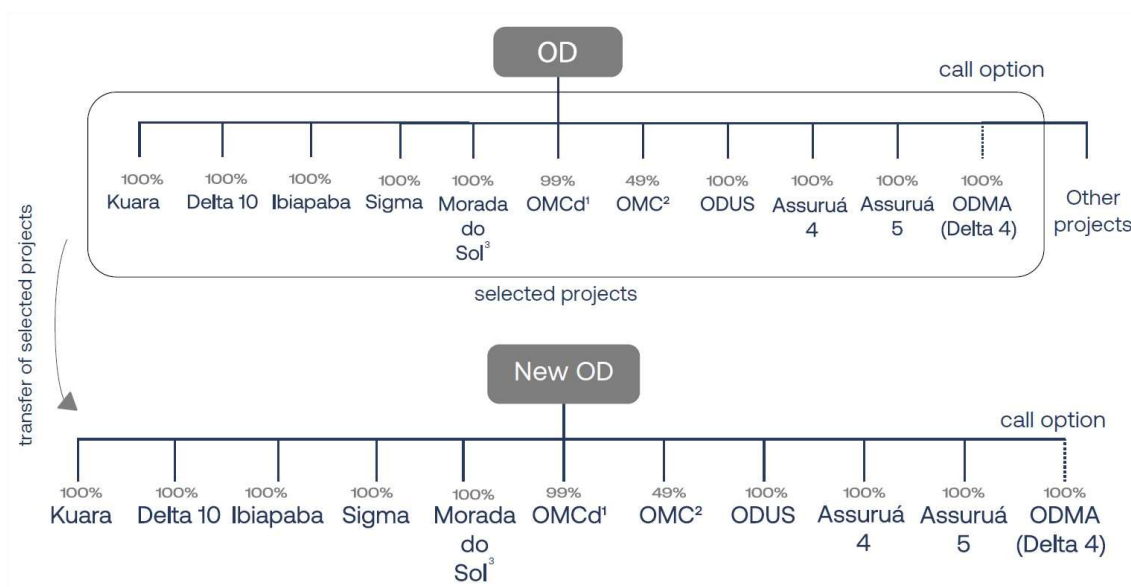 OD
call option
100% 100% 100% 100% 100% 99% 49% 100% 100% 100% 100%
Kuara Delta 10 Ibiapaba Sigma Morada do Sol³ OMCd¹ OMC² ODUS Assuruá 4 Assuruá 5 ODMA (Delta 4) Other projects
selected projects
transfer of selected projects
New OD
call option
100% 100% 100% 100% 100% 99% 49% 100% 100% 100% 100%
Kuara Delta 10 Ibiapaba Sigma Morada do Sol³ OMCd¹ OMC² ODUS Assuruá 4 Assuruá 5 ODMA (Delta 4)